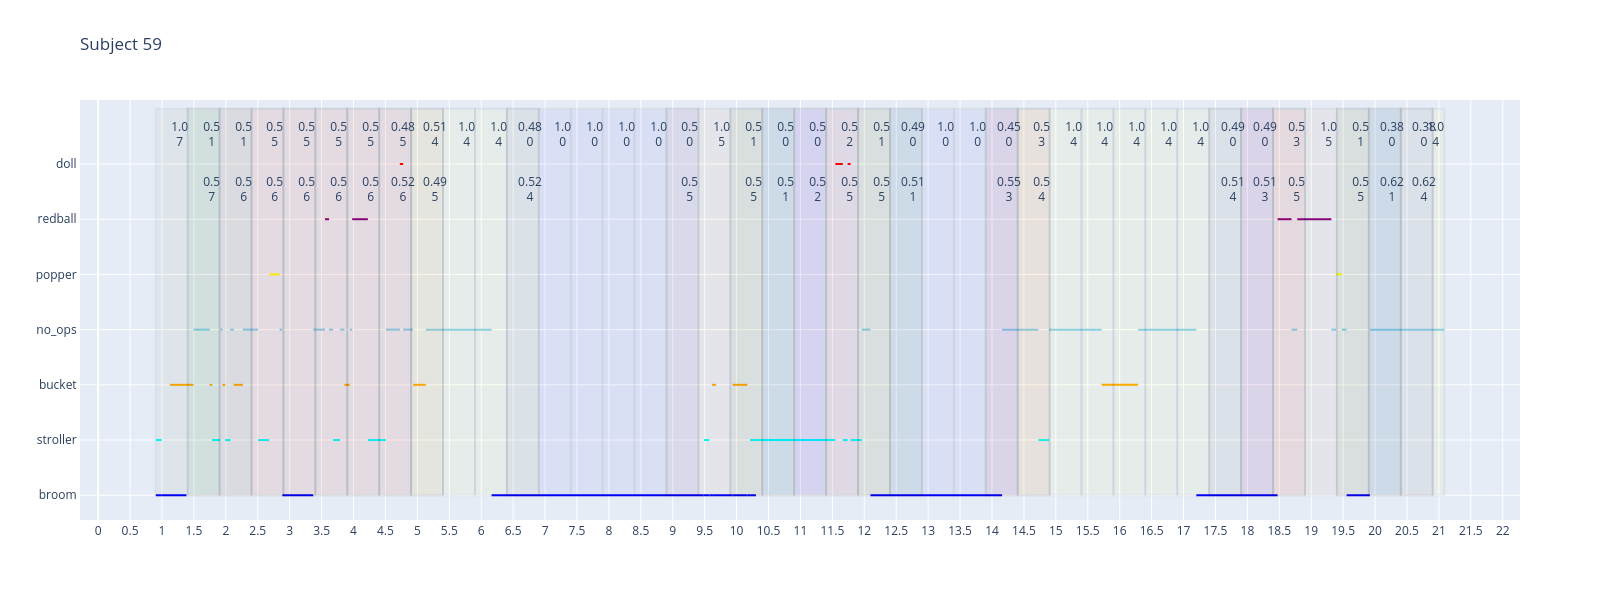 Subject 59
1.0 0.5 0.5 0.5 0.5 0.5 0.5 0.48 0.51 1.0 1.0 0.48 1.0 1.0 1.0 1.0 0.5 1.0 0.5 0.5 0.5 0.5 0.5 0.49 1.0 1.0 0.45 0.5 1.0 1.0 1.0 1.0 1.0 0.49 0.49 0.5 1.0 0.5 0.38 0.38
7 1 1 5 5 5 5 5 4 4 4 0 0 0 0 0 0 5 1 0 0 2 1 0 0 0 0 3 4 4 4 4 4 0 0 3 5 1 0 0 4
doll
0.5 0.5 0.5 0.5 0.5 0.5 0.52 0.49 0.52 0.5 0.5 0.5 0.5 0.5 0.5 0.51 0.55 0.5 0.51 0.51 0.5 0.5 0.62 0.62
7 6 6 6 6 6 6 5 4 5 5 1 2 5 5 1 3 4 4 3 5 5 1 4
redball
popper
no_ops
bucket
stroller
broom
0 0.5 1 1.5 2 2.5 3 3.5 4 4.5 5 5.5 6 6.5 7 7.5 8 8.5 9 9.5 10 10.5 11 11.5 12 12.5 13 13.5 14 14.5 15 15.5 16 16.5 17 17.5 18 18.5 19 19.5 20 20.5 21 21.5 22